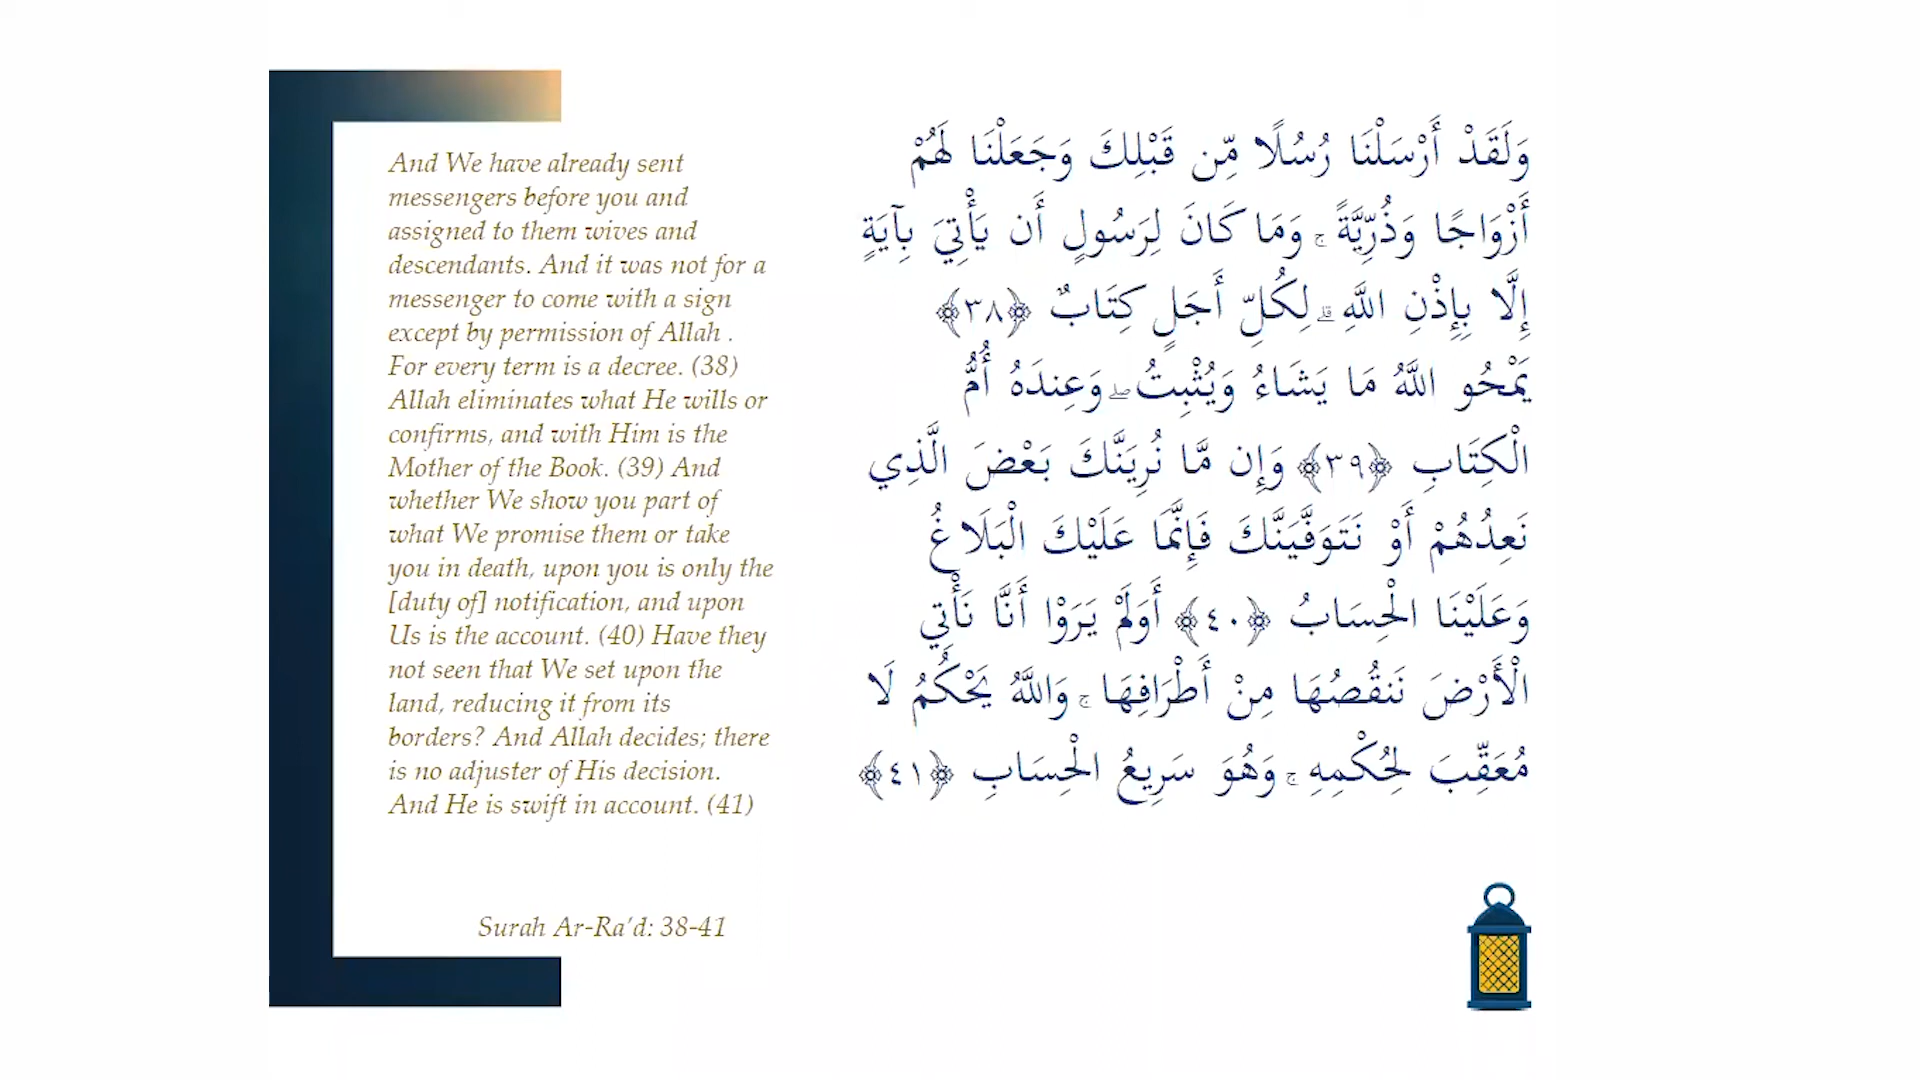 And We have already sent
messengers before you and
assigned to them wives and
descendants. And it was not for a
messenger to come with a sign
except by permission of Allah .
For every term is a decree. (38)
Allah eliminates what He wills or
confirms, and with Him is the
Mother of the Book. (39) And
whether We show you part of
what We promise them or take
you in death, upon you is only the
[duty of] notification, and upon
Us is the account. (40) Have they
not seen that We set upon the
land, reducing it from its
borders? And Allah decides; there
is no adjuster of His decision.
And He is swift in account. (41)
Surah Ar-Ra'd: 38-41
وَلَقَدْ أَرْسَلْنَا رُسُلًا مِّن قَبْلِكَ وَجَعَلْنَا لَهُمْ
أَزْوَاجًا وَذُرِّيَّةً ۚ وَمَا كَانَ لِرَسُولٍ أَن يَأْتِيَ بِآيَةٍ
إِلَّا بِإِذْنِ اللَّهِ ۗ لِكُلِّ أَجَلٍ كِتَابٌ ﴿٣٨﴾
يَمْحُو اللَّهُ مَا يَشَاءُ وَيُثْبِتُ ۖ وَعِندَهُ أُمُّ
الْكِتَابِ ﴿٣٩﴾ وَإِن مَّا نُرِيَنَّكَ بَعْضَ الَّذِي
نَعِدُهُمْ أَوْ نَتَوَفَّيَنَّكَ فَإِنَّمَا عَلَيْكَ الْبَلَاغُ
وَعَلَيْنَا الْحِسَابُ ﴿٤٠﴾ أَوَلَمْ يَرَوْا أَنَّا نَأْتِي
الْأَرْضَ نَنقُصُهَا مِنْ أَطْرَافِهَا ۚ وَاللَّهُ يَحْكُمُ لَا
مُعَقِّبَ لِحُكْمِهِ ۚ وَهُوَ سَرِيعُ الْحِسَابِ ﴿٤١﴾